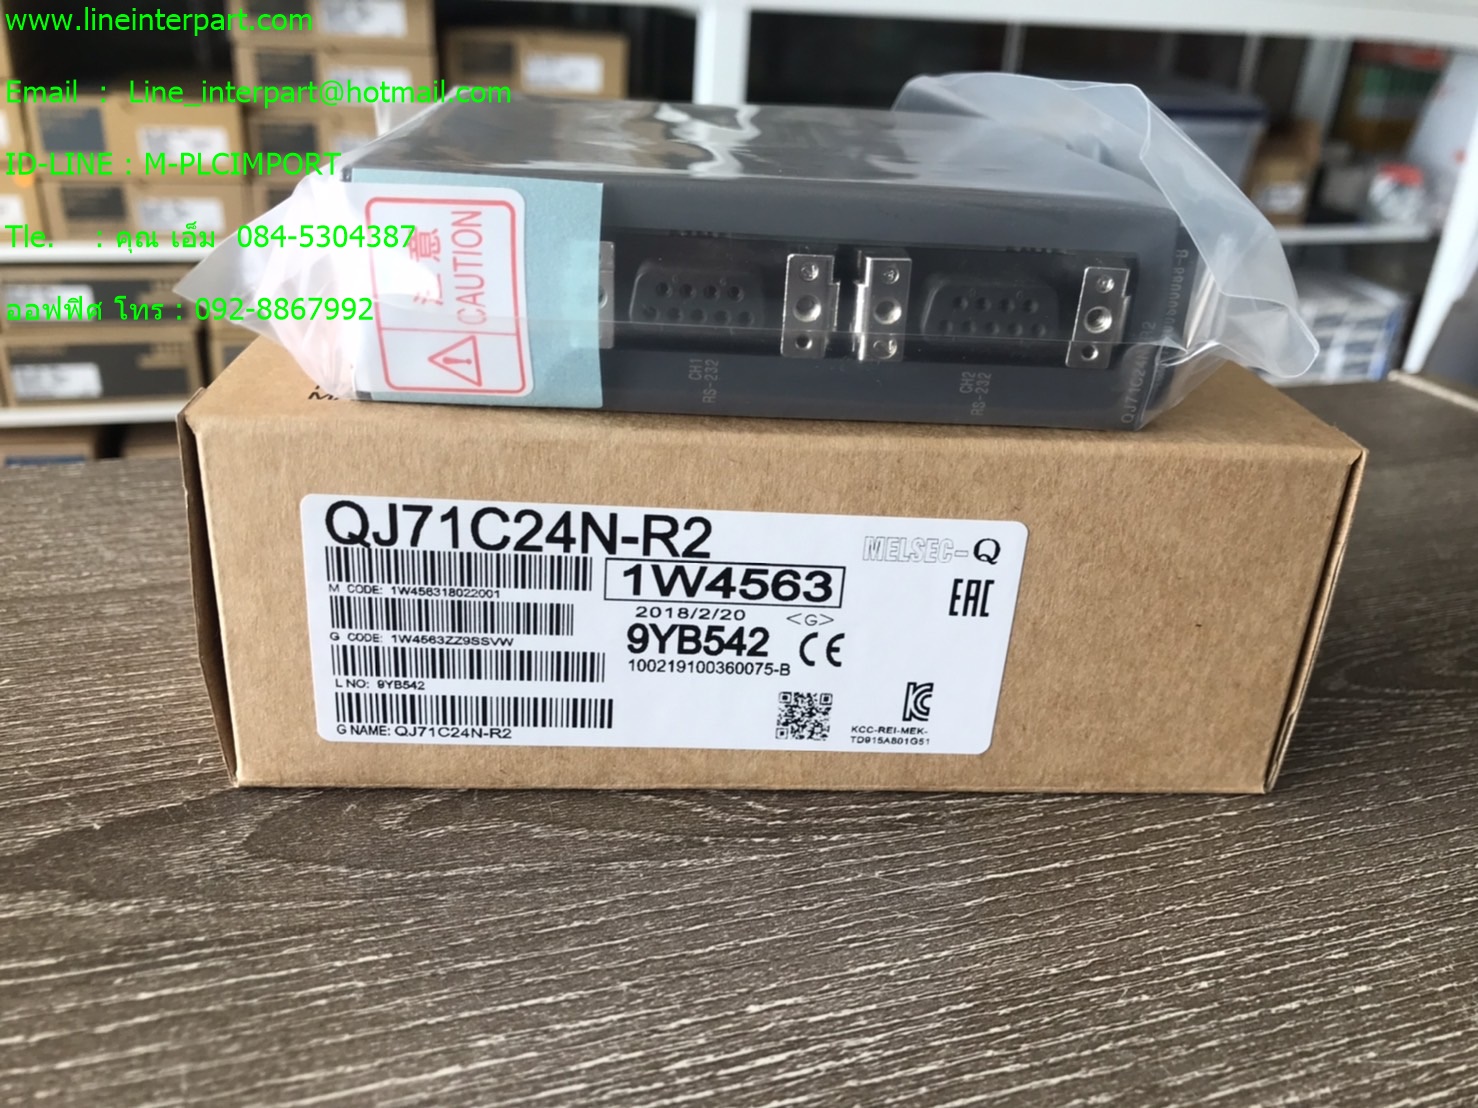 www.lineinterpart.com
Email : Line_interpart@hotmail.com
ID-LINE : M-PLCIMPORT
Tle. : คุณ เอ็ม 084-5304387
ออฟฟิศ โทร : 092-8867992
注意
CAUTION
CH1
RS-232
CH2
RS-232
QJ71C24N-R2
MELSEC-Q
1W4563
M CODE: 1W456318022001
2018/2/20 <G>
EAC
G CODE: 1W4563ZZ9SSVW
9YB542 CE
100219100360075-B
L NO: 9YB542
G NAME: QJ71C24N-R2
KCC-REI-MEK-
TD915A801G51